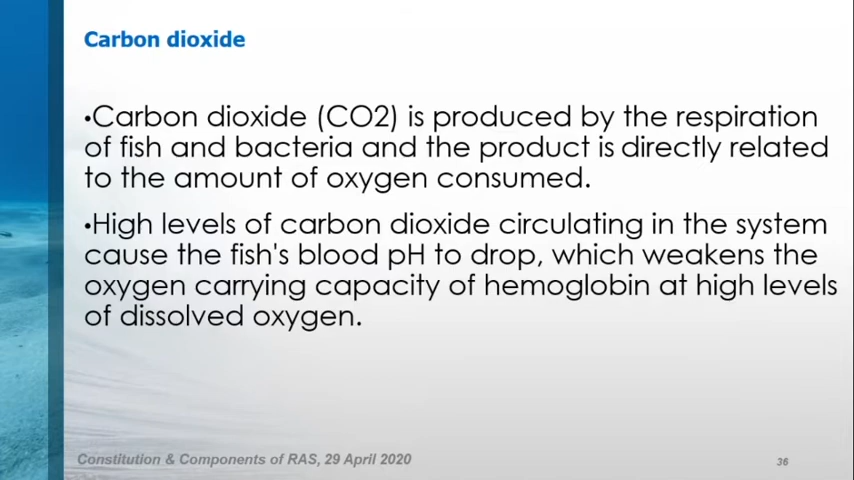 Carbon dioxide
•Carbon dioxide (CO2) is produced by the respiration
of fish and bacteria and the product is directly related
to the amount of oxygen consumed.
•High levels of carbon dioxide circulating in the system
cause the fish's blood pH to drop, which weakens the
oxygen carrying capacity of hemoglobin at high levels
of dissolved oxygen.
Constitution & Components of RAS, 29 April 2020
36